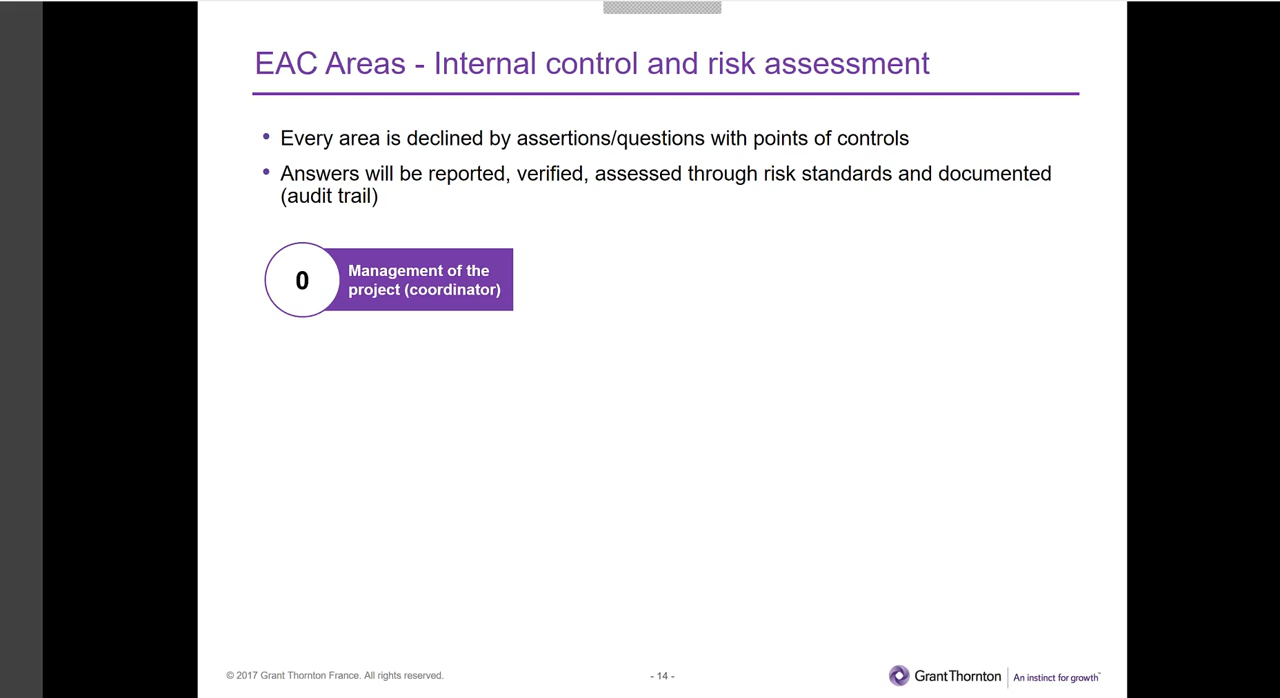 EAC Areas - Internal control and risk assessment
• Every area is declined by assertions/questions with points of controls
• Answers will be reported, verified, assessed through risk standards and documented
(audit trail)
0
Management of the
project (coordinator)
© 2017 Grant Thornton France. All rights reserved.
- 14 -
GrantThornton
An instinct for growth™